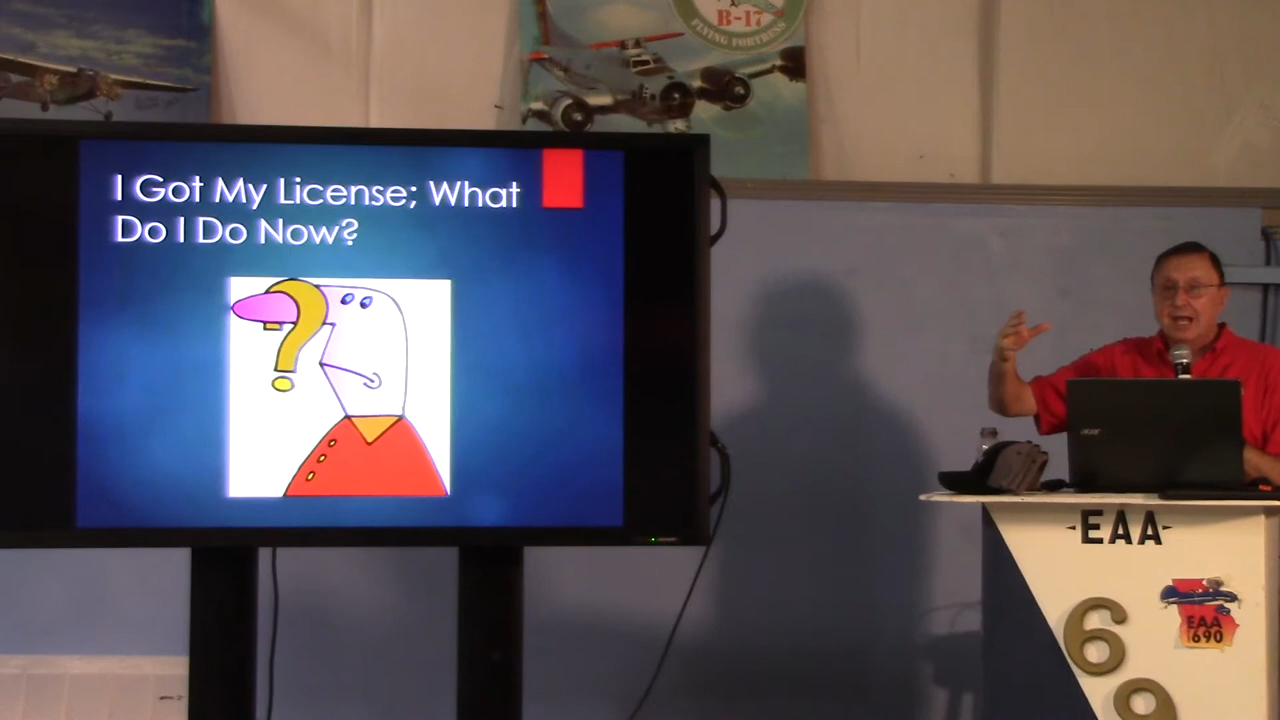 B-17
FLYING FORTRESS
I Got My License; What
Do I Do Now?
acer
EAA
69
EAA
690